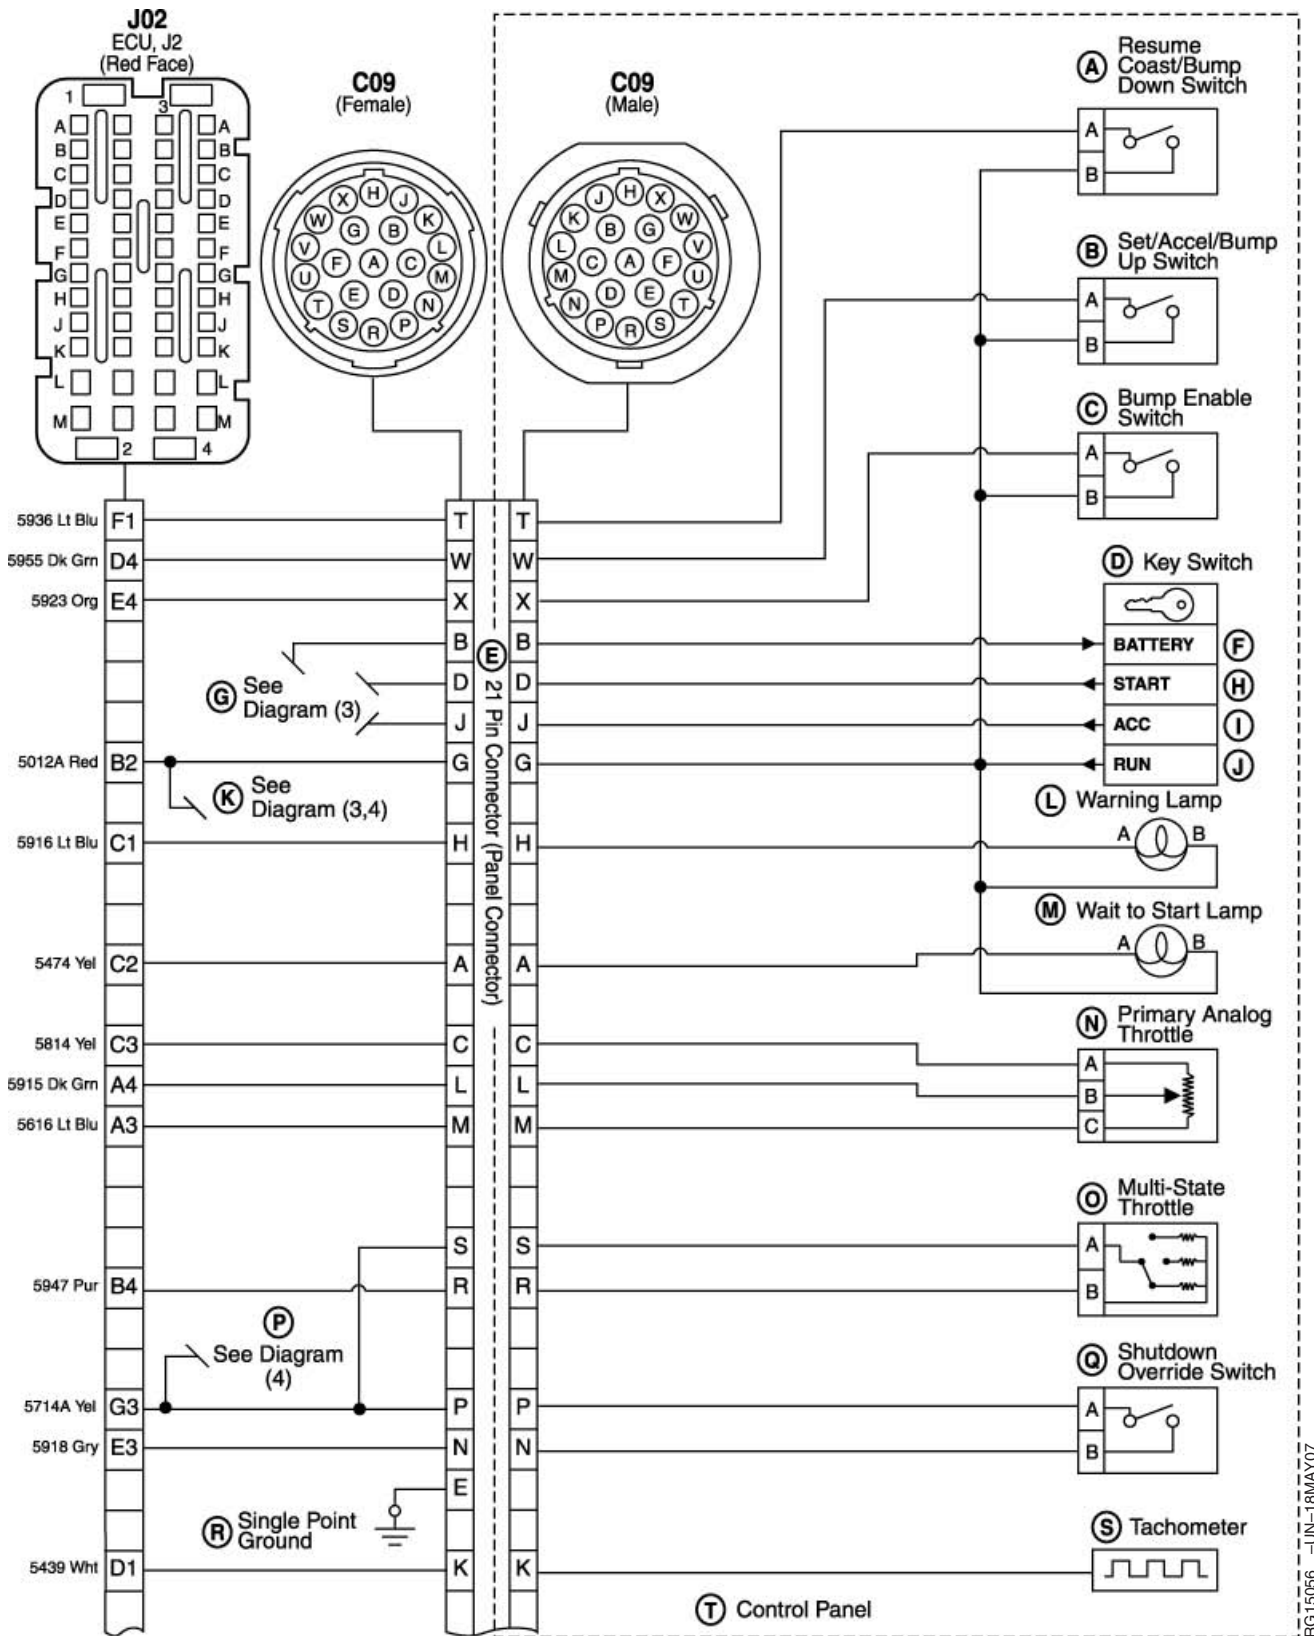 J02
ECU, J2
(Red Face)
1
3
A A
B B
C C
D D
E E
F F
G G
H H
J J
K K
L L
M M
2
4
C09
(Female)
X H J
W K
G B
V L
F A C
U M
E D
T N
S R P
C09
(Male)
J H X
K W
B G
L V
C A F
M U
D E
N T
P R S
A Resume
Coast/Bump
Down Switch
A
B
B Set/Accel/Bump
Up Switch
A
B
C Bump Enable
Switch
A
B
5936 Lt Blu F1 T T
5955 Dk Grn D4 W W
5923 Org E4 X X
D Key Switch
B B BATTERY F
D D START H
J J ACC I
G See
Diagram (3)
5012A Red B2 G G RUN J
K See
Diagram (3,4)
E 21 Pin Connector (Panel Connector)
L Warning Lamp
A B
5916 Lt Blu C1 H H
M Wait to Start Lamp
A B
5474 Yel C2 A A
N Primary Analog
Throttle
5814 Yel C3 C C A
5915 Dk Grn A4 L L B
5616 Lt Blu A3 M M C
O Multi-State
Throttle
S S A
5947 Pur B4 R R B
P
See Diagram
(4)
Q Shutdown
Override Switch
5714A Yel G3 P P A
5918 Gry E3 N N B
E
R Single Point
Ground
S Tachometer
5439 Wht D1 K K
T Control Panel
RG15056 –UN–18MAY07